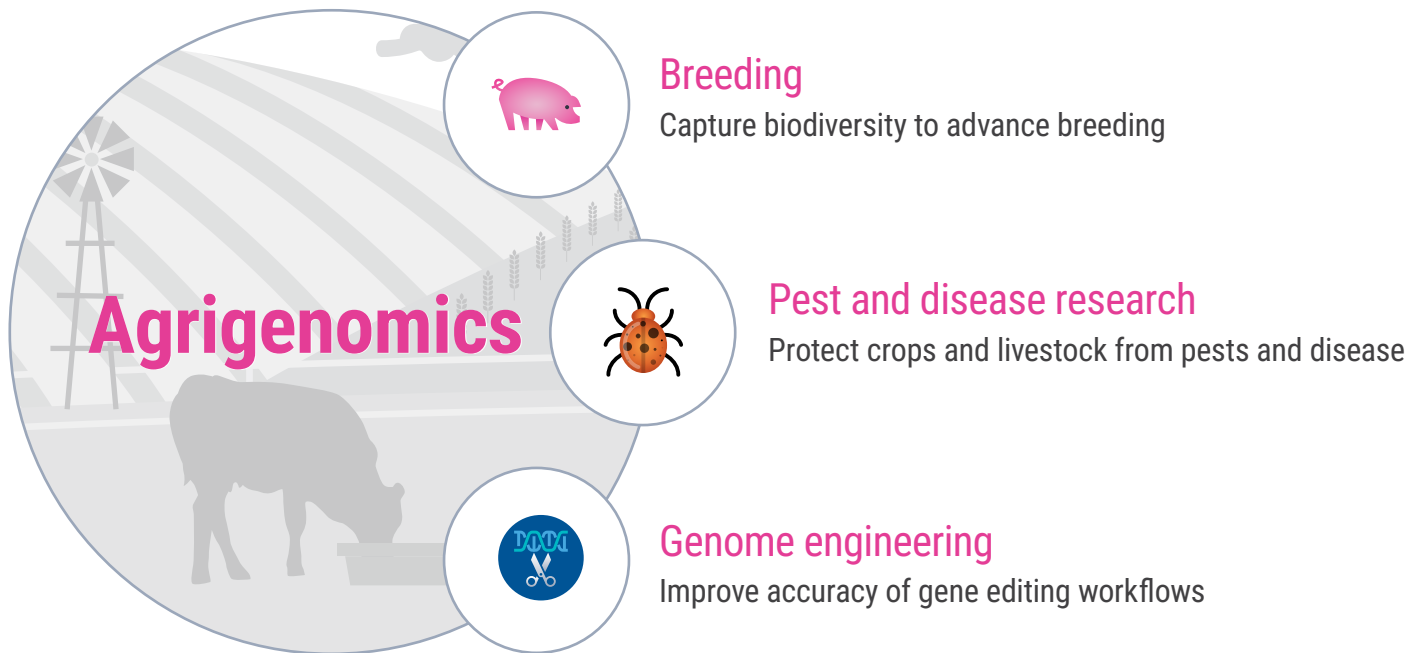 Agrigenomics
Breeding
Capture biodiversity to advance breeding
Pest and disease research
Protect crops and livestock from pests and disease
Genome engineering
Improve accuracy of gene editing workflows